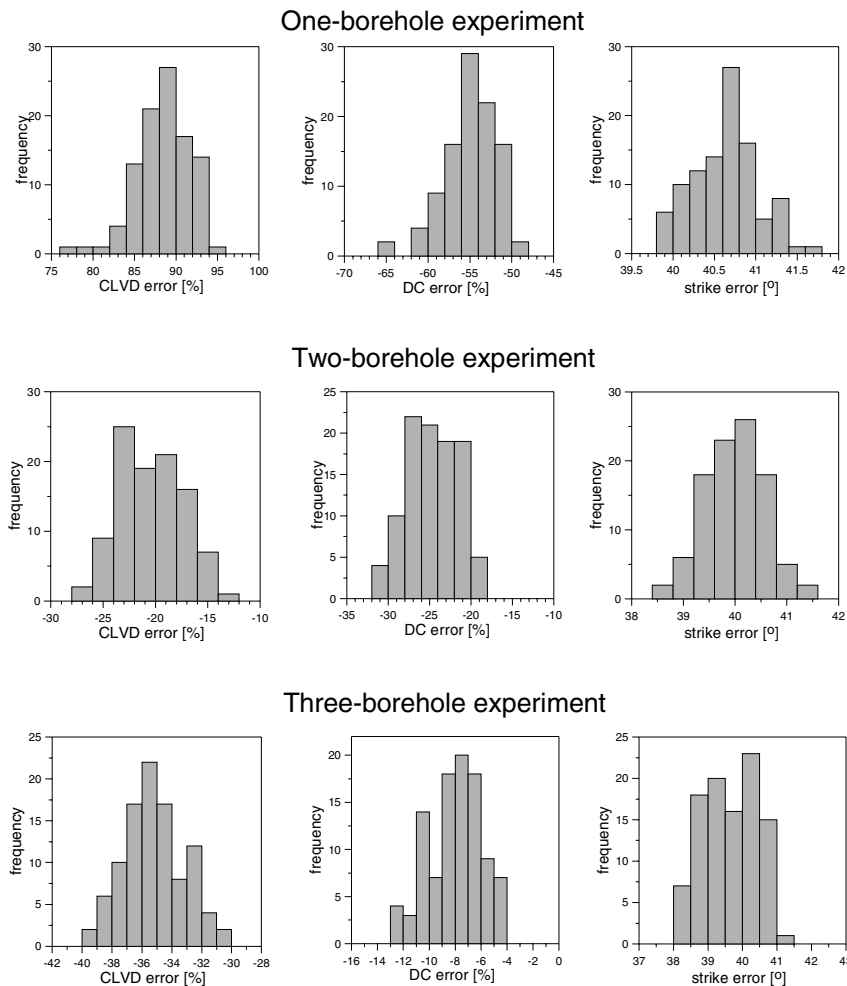 One-borehole experiment
30
20
10
0
frequency
75 80 85 90 95 100
CLVD error [%]
30
20
10
0
frequency
-70 -65 -60 -55 -50 -45
DC error [%]
30
20
10
0
frequency
39.5 40 40.5 41 41.5 42
strike error [º]
Two-borehole experiment
30
20
10
0
frequency
-30 -25 -20 -15 -10
CLVD error [%]
25
20
15
10
5
0
frequency
-35 -30 -25 -20 -15 -10
DC error [%]
30
20
10
0
frequency
38 39 40 41 42
strike error [º]
Three-borehole experiment
25
20
15
10
5
0
frequency
-42 -40 -38 -36 -34 -32 -30 -28
CLVD error [%]
20
15
10
5
0
frequency
-16 -14 -12 -10 -8 -6 -4 -2 0
DC error [%]
25
20
15
10
5
0
frequency
37 38 39 40 41 42 43
strike error [º]